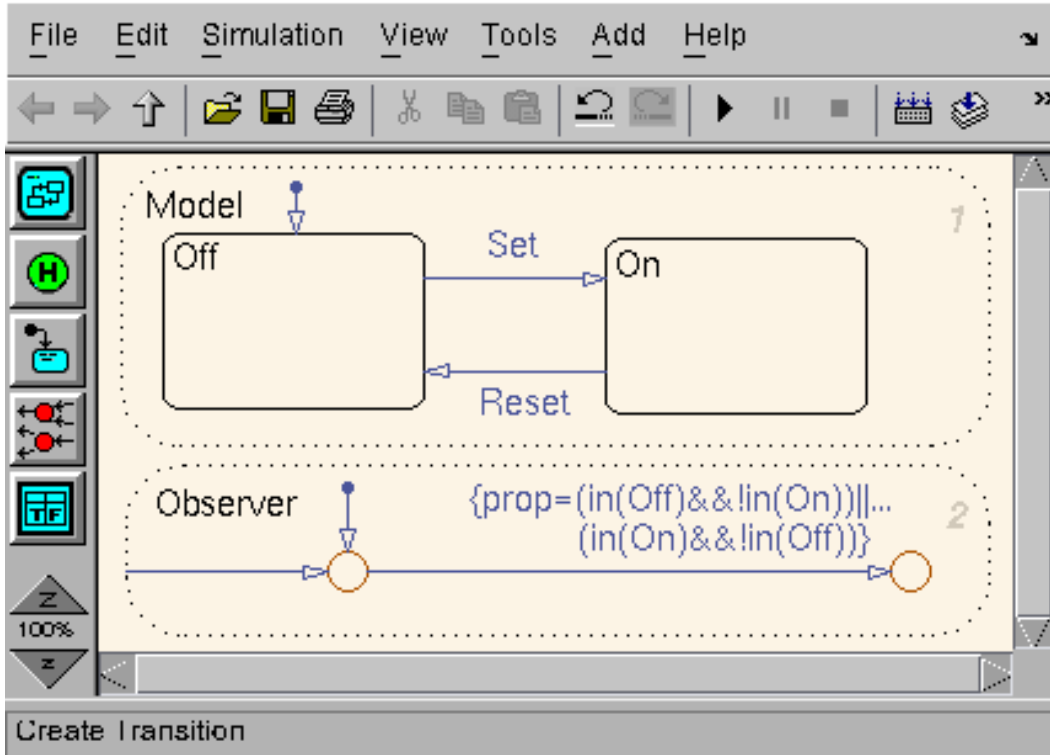 File Edit Simulation View Tools Add Help
H
TF
Z
100%
z
Model
1
Off
Set
On
Reset
Observer
{prop=(in(Off)&&!in(On))||...
(in(On)&&!in(Off))}
2
Create Transition